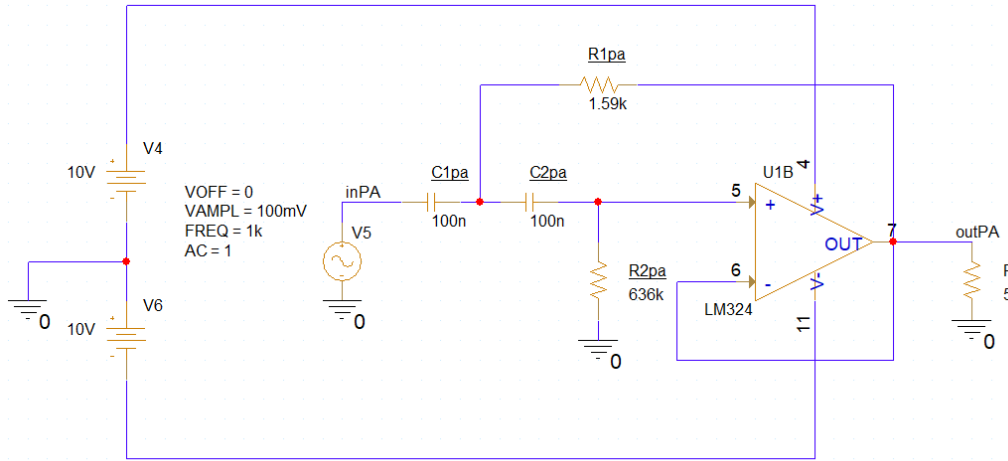 R1pa
1.59k
V4
10V
VOFF = 0
VAMPL = 100mV
FREQ = 1k
AC = 1
inPA
C1pa
100n
C2pa
100n
V5
0
5
+
6
-
4
V+
U1B
OUT
7
V-
11
LM324
outPA
R2pa
636k
0
0
V6
10V
0